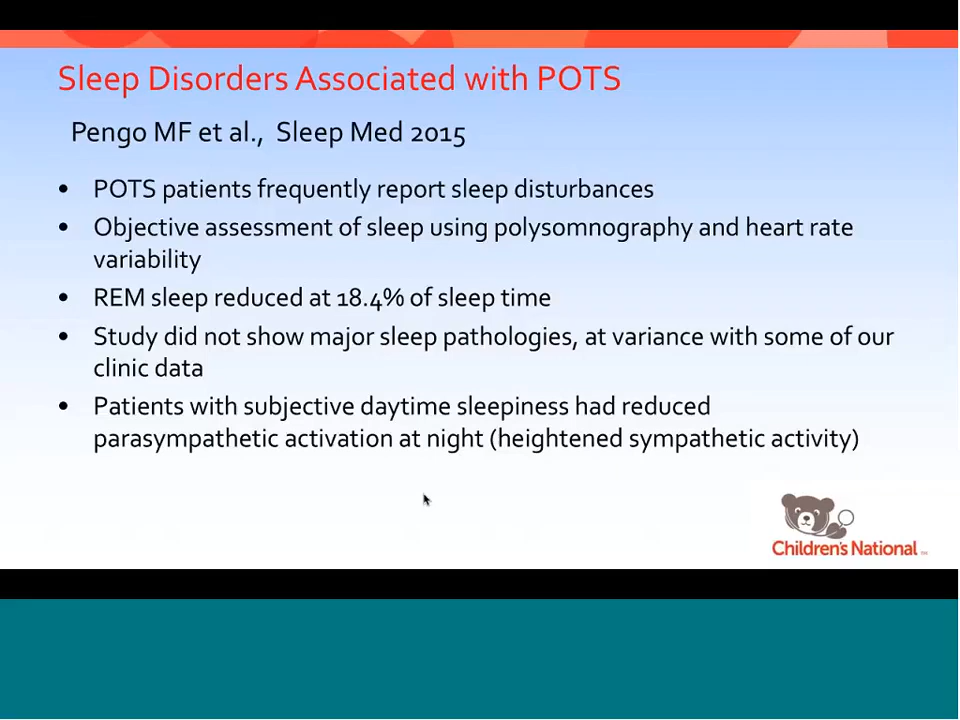 Sleep Disorders Associated with POTS
Pengo MF et al., Sleep Med 2015
• POTS patients frequently report sleep disturbances
• Objective assessment of sleep using polysomnography and heart rate
variability
• REM sleep reduced at 18.4% of sleep time
• Study did not show major sleep pathologies, at variance with some of our
clinic data
• Patients with subjective daytime sleepiness had reduced
parasympathetic activation at night (heightened sympathetic activity)
Children's National ™